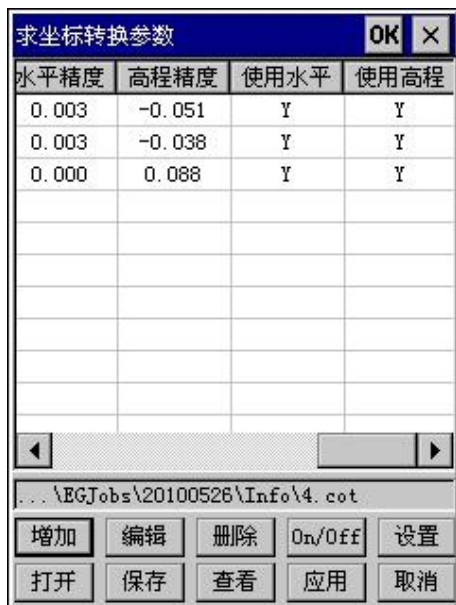 求坐标转换参数 OK ×
水平精度 高程精度 使用水平 使用高程
0.003 -0.051 Y Y
0.003 -0.038 Y Y
0.000 0.088 Y Y
...\EGJobs\20100526\Info\4.cot
增加 编辑 删除 On/Off 设置
打开 保存 查看 应用 取消